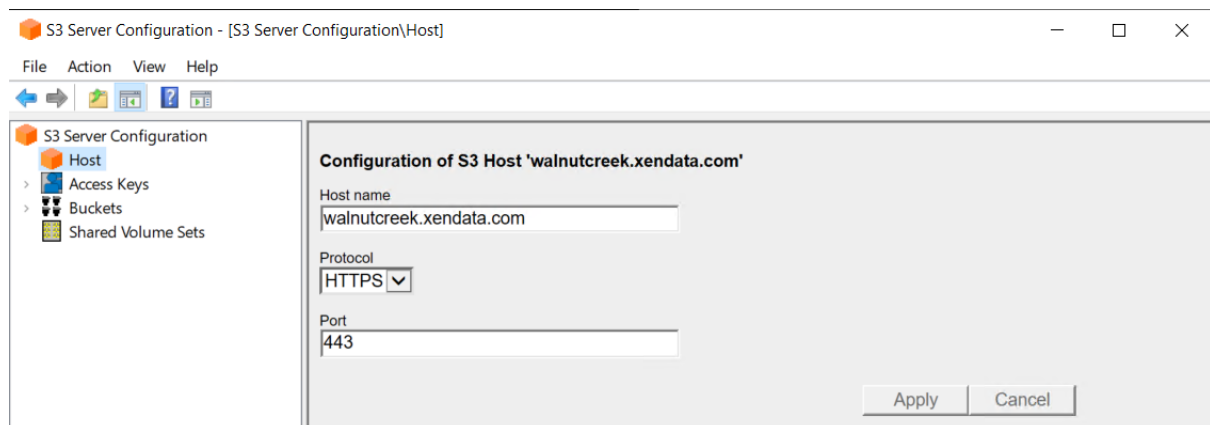 S3 Server Configuration - [S3 Server Configuration\Host]
File Action View Help
S3 Server Configuration
Host
Access Keys
Buckets
Shared Volume Sets
Configuration of S3 Host 'walnutcreek.xendata.com'
Host name
walnutcreek.xendata.com
Protocol
HTTPS
Port
443
Apply Cancel